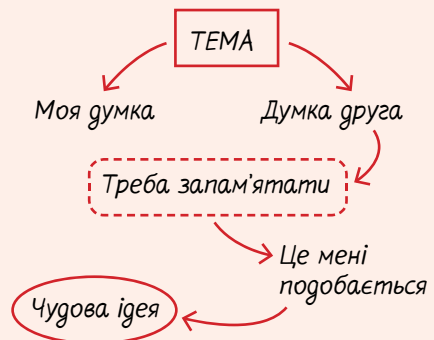 ТЕМА
Моя думка
Думка друга
Треба запам'ятати
Це мені
подобається
Чудова ідея